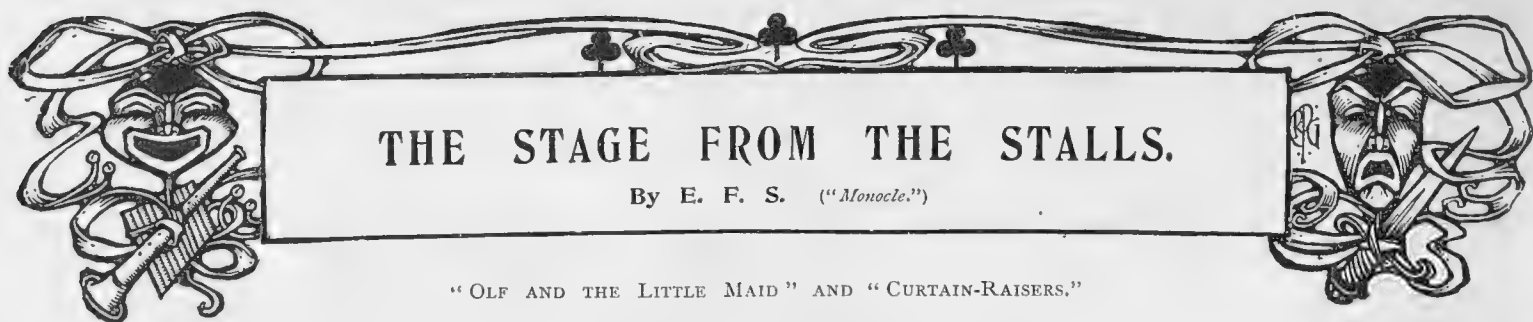 THE STAGE FROM THE STALLS.
By E. F. S. ("Monocle.")
"OLF AND THE LITTLE MAID" AND "CURTAIN-RAISERS."